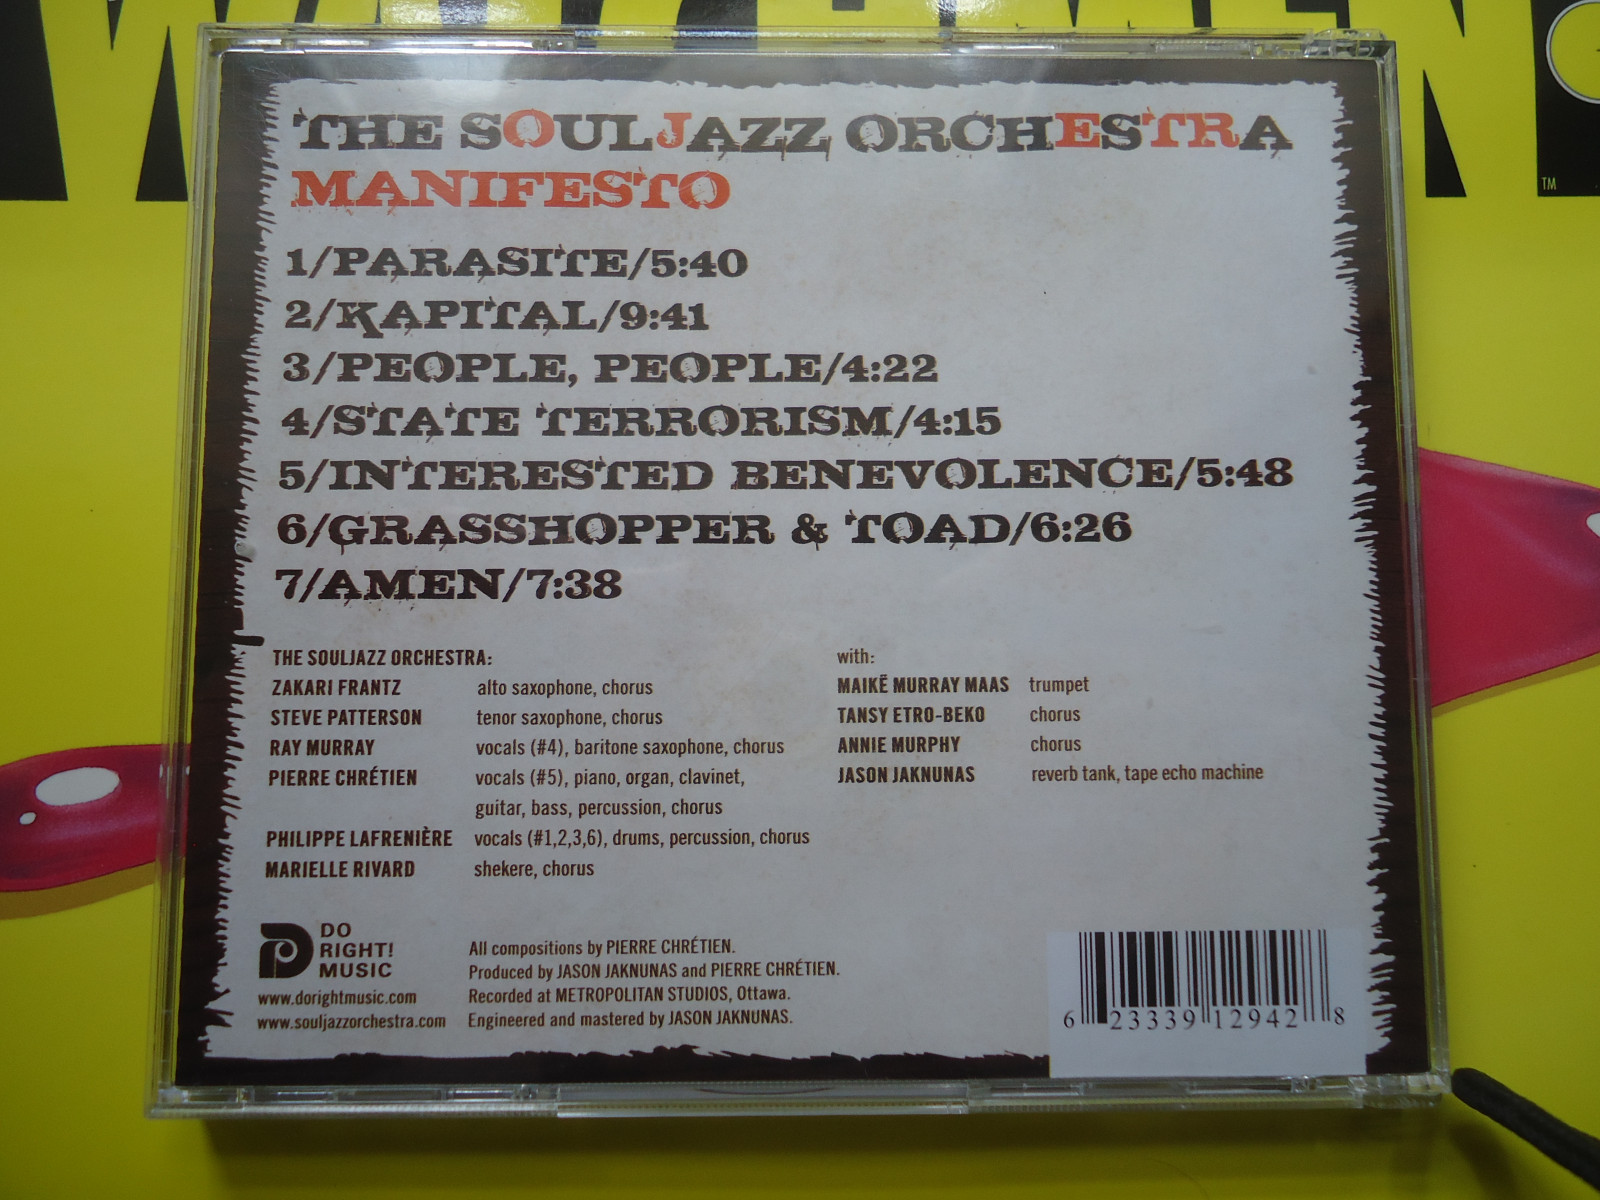 THE SOULJAZZ ORCHESTRA
MANIFESTO
1/PARASITE/5:40
2/KAPITAL/9:41
3/PEOPLE, PEOPLE/4:22
4/STATE TERRORISM/4:15
5/INTERESTED BENEVOLENCE/5:48
6/GRASSHOPPER & TOAD/6:26
7/AMEN/7:38
THE SOULJAZZ ORCHESTRA:
ZAKARI FRANTZ alto saxophone, chorus
STEVE PATTERSON tenor saxophone, chorus
RAY MURRAY vocals (#4), baritone saxophone, chorus
PIERRE CHRÉTIEN vocals (#5), piano, organ, clavinet,
guitar, bass, percussion, chorus
PHILIPPE LAFRENIÈRE vocals (#1,2,3,6), drums, percussion, chorus
MARIELLE RIVARD shekere, chorus
with:
MAIKË MURRAY MAAS trumpet
TANSY ETRO-BEKO chorus
ANNIE MURPHY chorus
JASON JAKNUNAS reverb tank, tape echo machine
DO
RIGHT!
MUSIC
www.dorightmusic.com
www.souljazzorchestra.com
All compositions by PIERRE CHRÉTIEN.
Produced by JASON JAKNUNAS and PIERRE CHRÉTIEN.
Recorded at METROPOLITAN STUDIOS, Ottawa.
Engineered and mastered by JASON JAKNUNAS.
6 23339 12942 8
TM